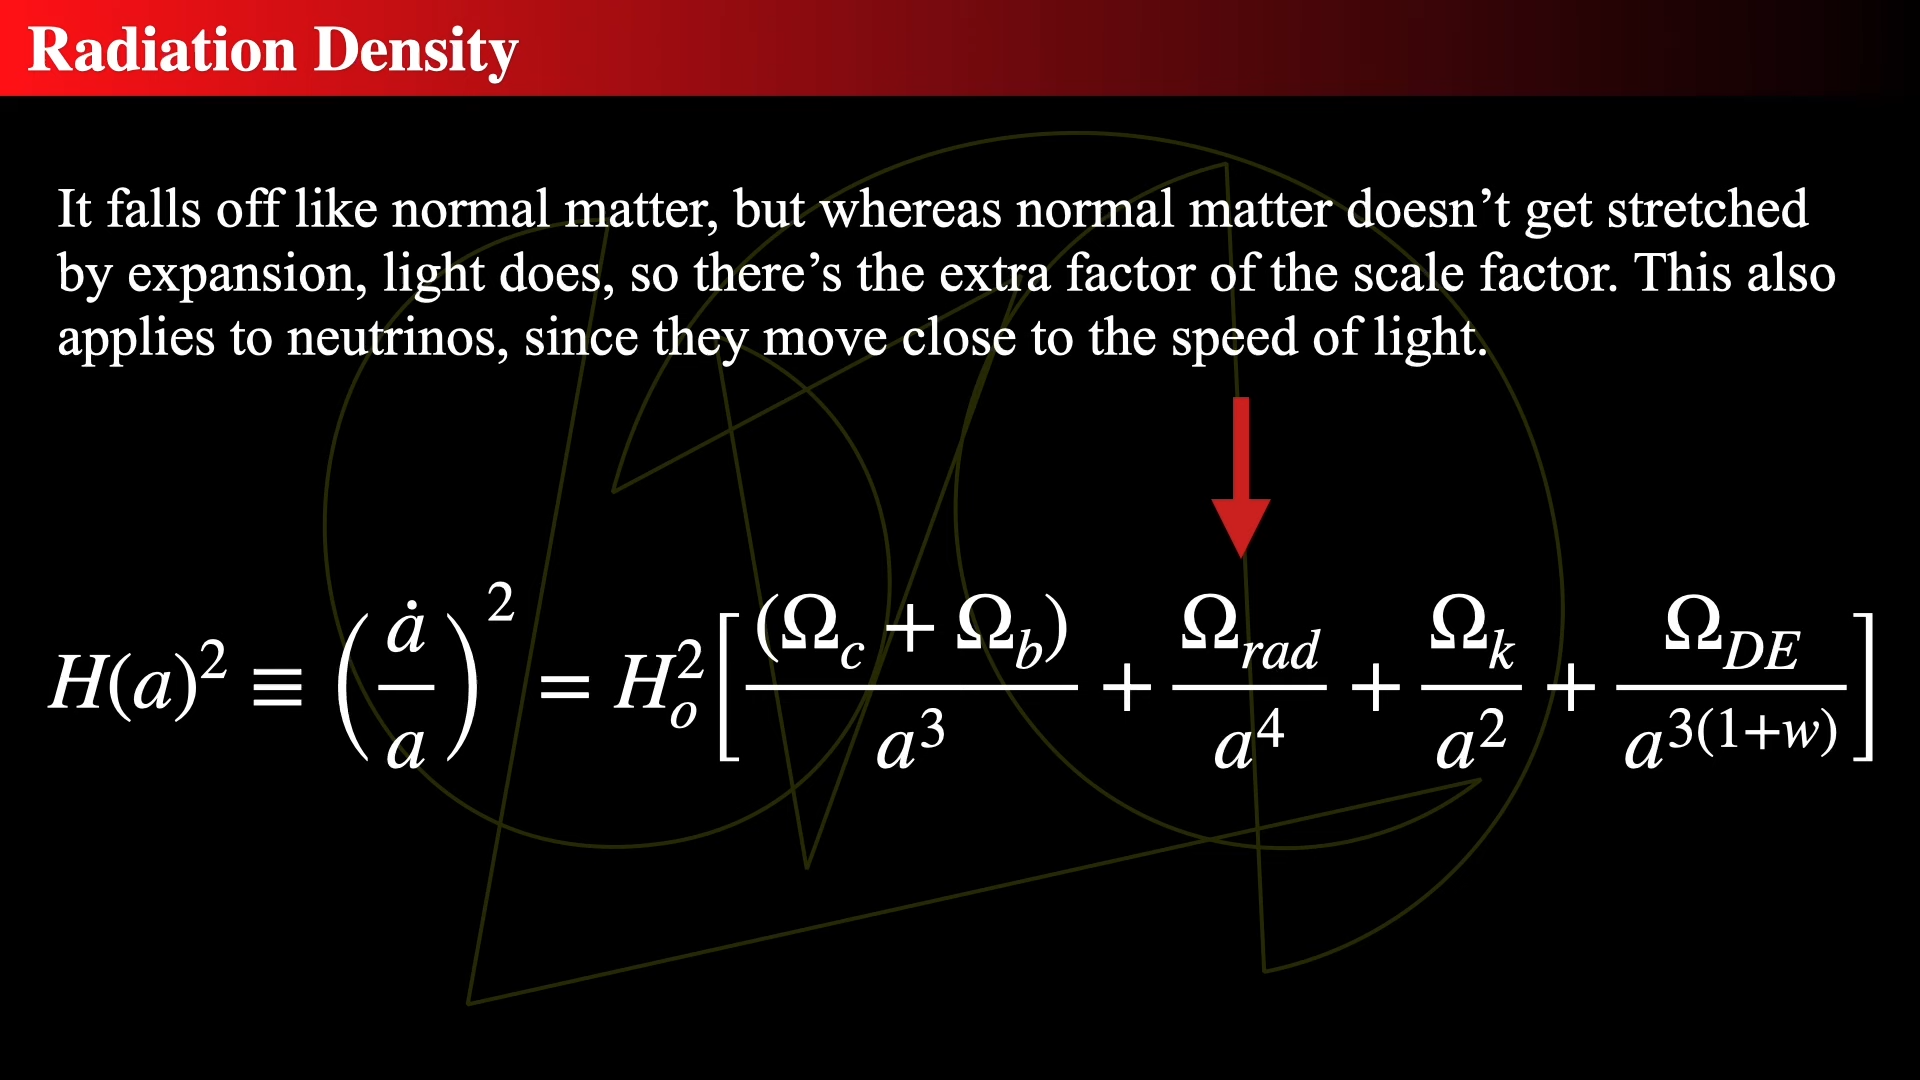 Radiation Density
It falls off like normal matter, but whereas normal matter doesn’t get stretched
by expansion, light does, so there’s the extra factor of the scale factor. This also
applies to neutrinos, since they move close to the speed of light.
H(a)² ≡ (ȧ/a)² = H_o²[(Ω_c + Ω_b)/a³ + Ω_rad/a⁴ + Ω_k/a² + Ω_DE/a^{3(1+w)}]